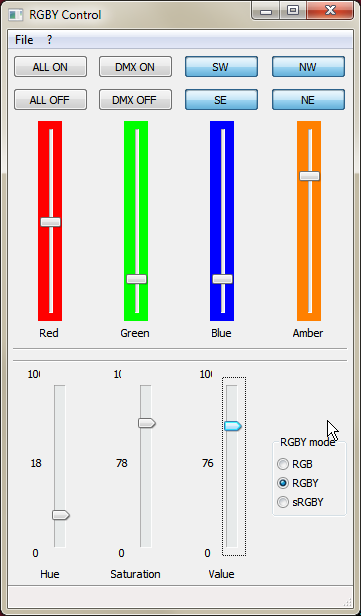 RGBY Control
File ?
ALL ON DMX ON SW NW
ALL OFF DMX OFF SE NE
Red Green Blue Amber
10 10 10
RGBY mode
18 78 76 RGB
RGBY
sRGBY
0 0 0
Hue Saturation Value